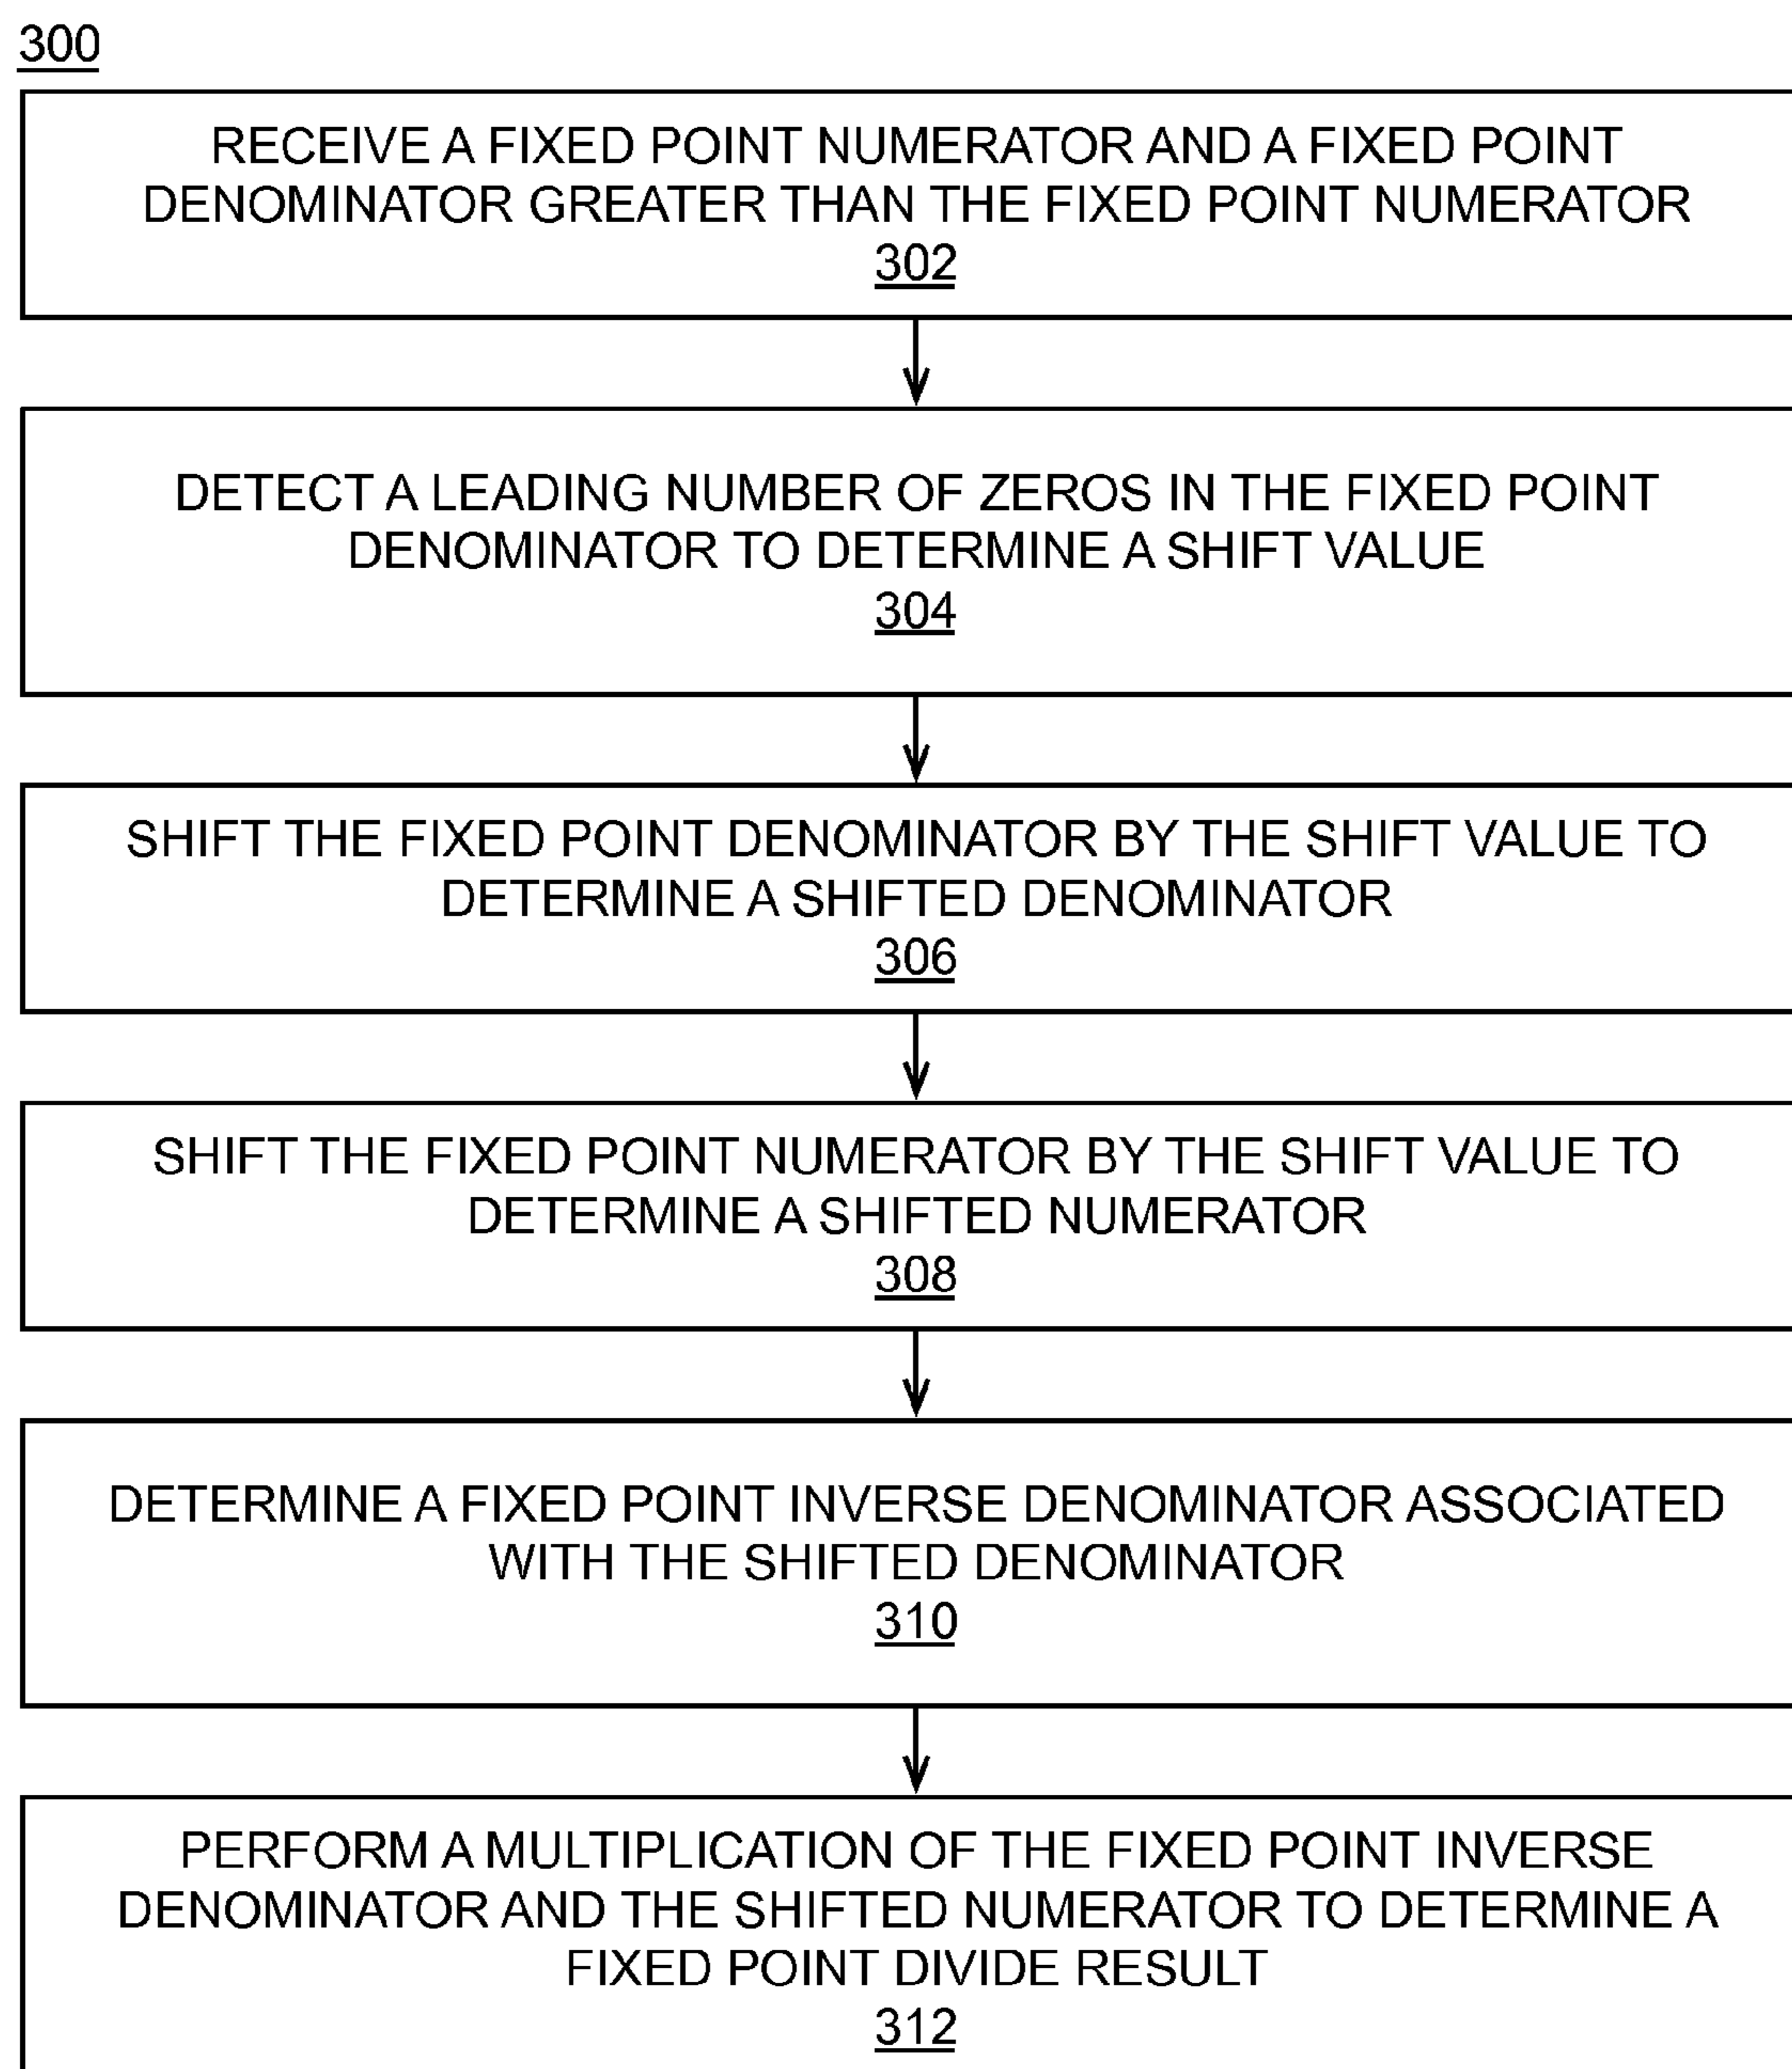 300
RECEIVE A FIXED POINT NUMERATOR AND A FIXED POINT
DENOMINATOR GREATER THAN THE FIXED POINT NUMERATOR
302
DETECT A LEADING NUMBER OF ZEROS IN THE FIXED POINT
DENOMINATOR TO DETERMINE A SHIFT VALUE
304
SHIFT THE FIXED POINT DENOMINATOR BY THE SHIFT VALUE TO
DETERMINE A SHIFTED DENOMINATOR
306
SHIFT THE FIXED POINT NUMERATOR BY THE SHIFT VALUE TO
DETERMINE A SHIFTED NUMERATOR
308
DETERMINE A FIXED POINT INVERSE DENOMINATOR ASSOCIATED
WITH THE SHIFTED DENOMINATOR
310
PERFORM A MULTIPLICATION OF THE FIXED POINT INVERSE
DENOMINATOR AND THE SHIFTED NUMERATOR TO DETERMINE A
FIXED POINT DIVIDE RESULT
312